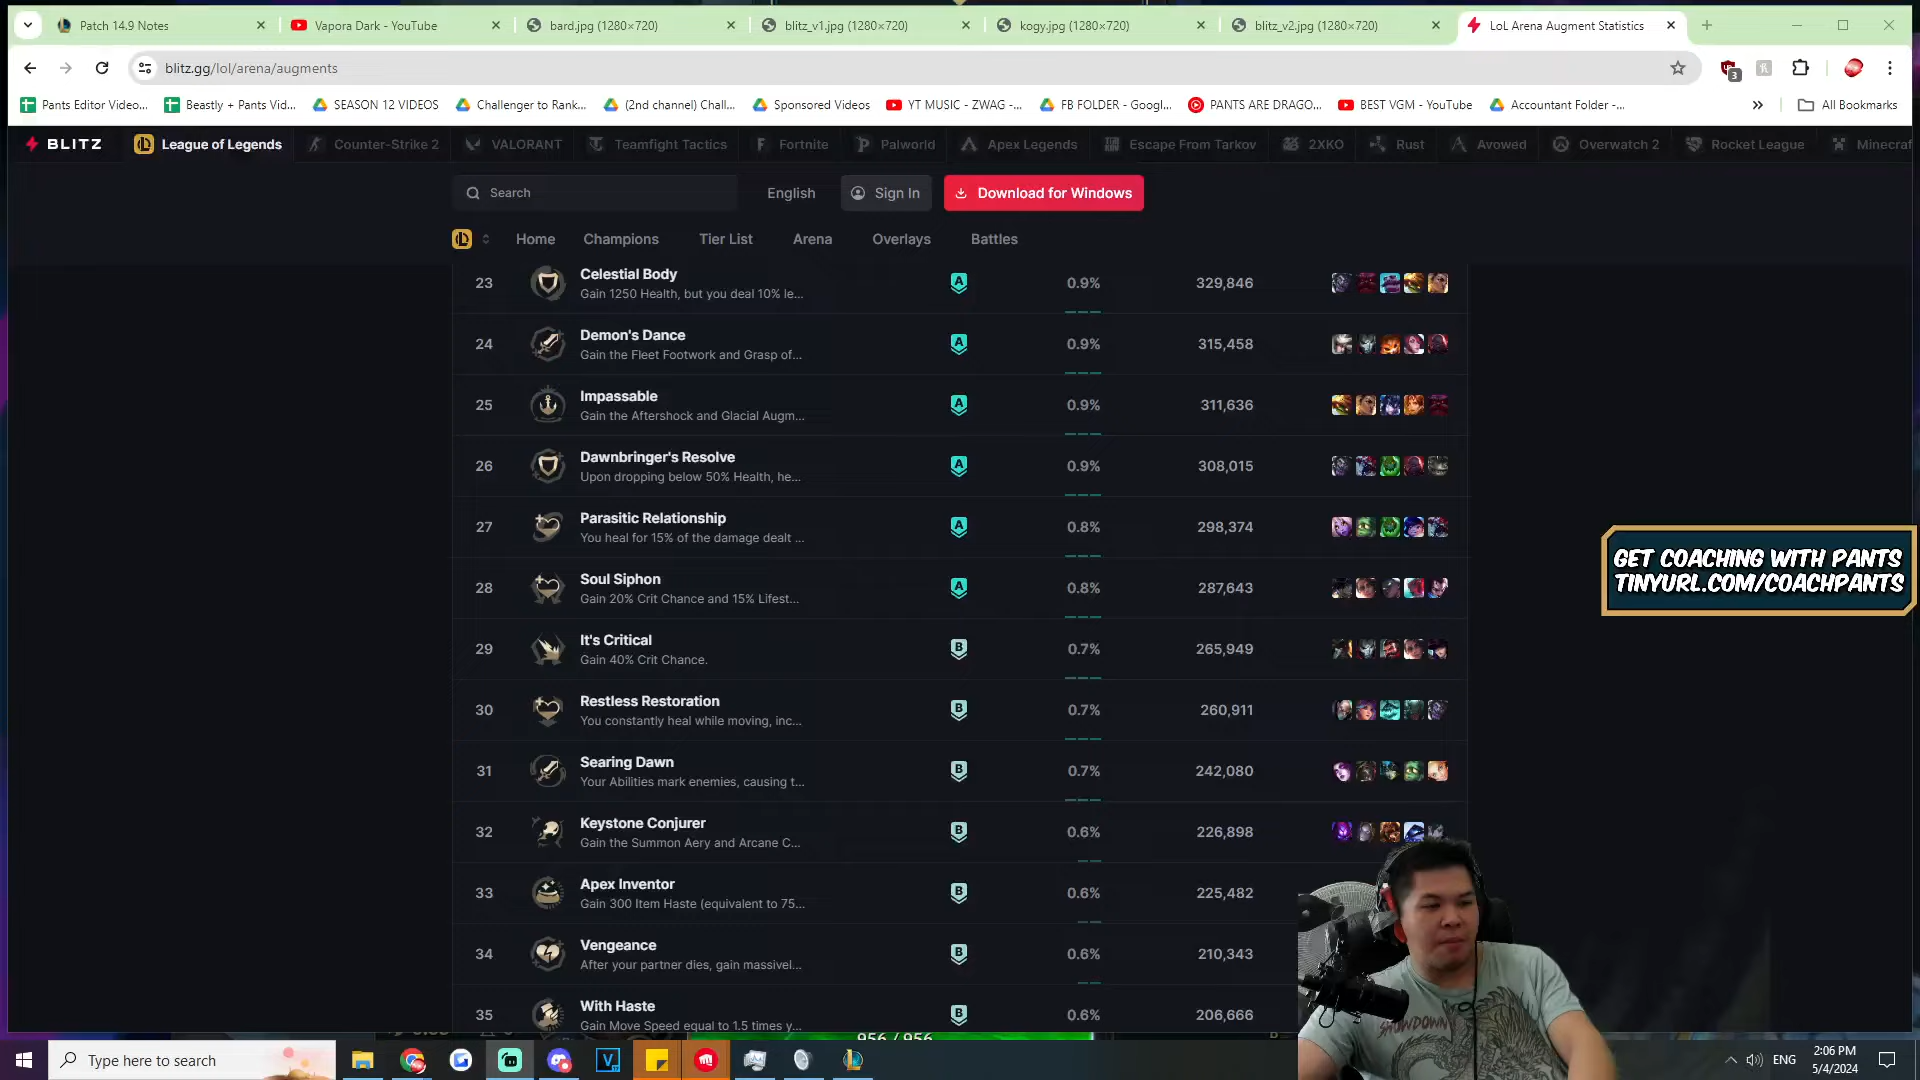 Patch 14.9 Notes
Vapora Dark - YouTube
bard.jpg (1280×720)
blitz_v1.jpg (1280×720)
kogy.jpg (1280×720)
blitz_v2.jpg (1280×720)
LoL Arena Augment Statistics
blitz.gg/lol/arena/augments
3
Pants Editor Video...
Beastly + Pants Vid...
SEASON 12 VIDEOS
Challenger to Rank...
(2nd channel) Chall...
Sponsored Videos
YT MUSIC - ZWAG -...
FB FOLDER - Googl...
PANTS ARE DRAGO...
BEST VGM - YouTube
Accountant Folder -...
All Bookmarks
BLITZ
League of Legends
Counter-Strike 2
VALORANT
Teamfight Tactics
Fortnite
Palworld
Apex Legends
Escape From Tarkov
2XKO
Rust
Avowed
Overwatch 2
Rocket League
Minecraf
Search
English
Sign In
Download for Windows
Home
Champions
Tier List
Arena
Overlays
Battles
23 Celestial Body A 0.9% 329,846
Gain 1250 Health, but you deal 10% le...
24 Demon's Dance A 0.9% 315,458
Gain the Fleet Footwork and Grasp of...
25 Impassable A 0.9% 311,636
Gain the Aftershock and Glacial Augm...
26 Dawnbringer's Resolve A 0.9% 308,015
Upon dropping below 50% Health, he...
27 Parasitic Relationship A 0.8% 298,374
You heal for 15% of the damage dealt ...
28 Soul Siphon A 0.8% 287,643
Gain 20% Crit Chance and 15% Lifest...
29 It's Critical B 0.7% 265,949
Gain 40% Crit Chance.
30 Restless Restoration B 0.7% 260,911
You constantly heal while moving, inc...
31 Searing Dawn B 0.7% 242,080
Your Abilities mark enemies, causing t...
32 Keystone Conjurer B 0.6% 226,898
Gain the Summon Aery and Arcane C...
33 Apex Inventor B 0.6% 225,482
Gain 300 Item Haste (equivalent to 75...
34 Vengeance B 0.6% 210,343
After your partner dies, gain massivel...
35 With Haste B 0.6% 206,666
Gain Move Speed equal to 1.5 times y...
GET COACHING WITH PANTS
TINYURL.COM/COACHPANTS
SHOWDOWN
956 / 956
Type here to search
ENG
2:06 PM
5/4/2024